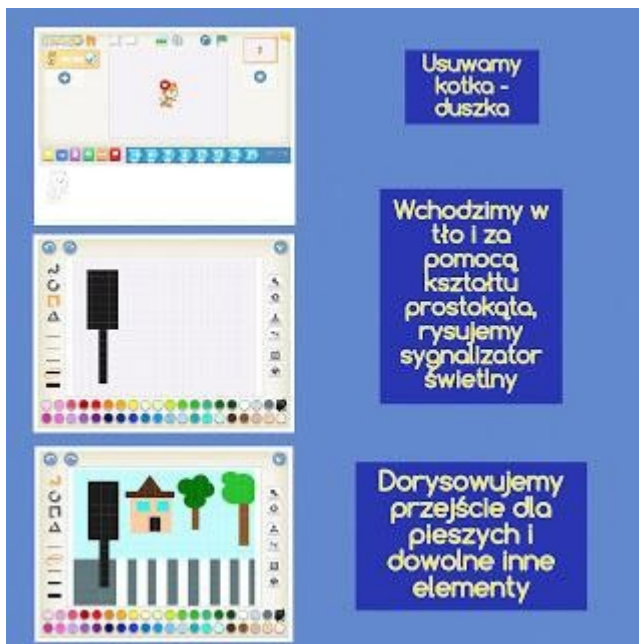 Usuwamy
kotka -
duszka
Wchodzimy w
tło i za
pomocą
kształtu
prostokąta,
rysujemy
sygnalizator
świetlny
Dorysowujemy
przejście dla
pieszych i
dowolne inne
elementy